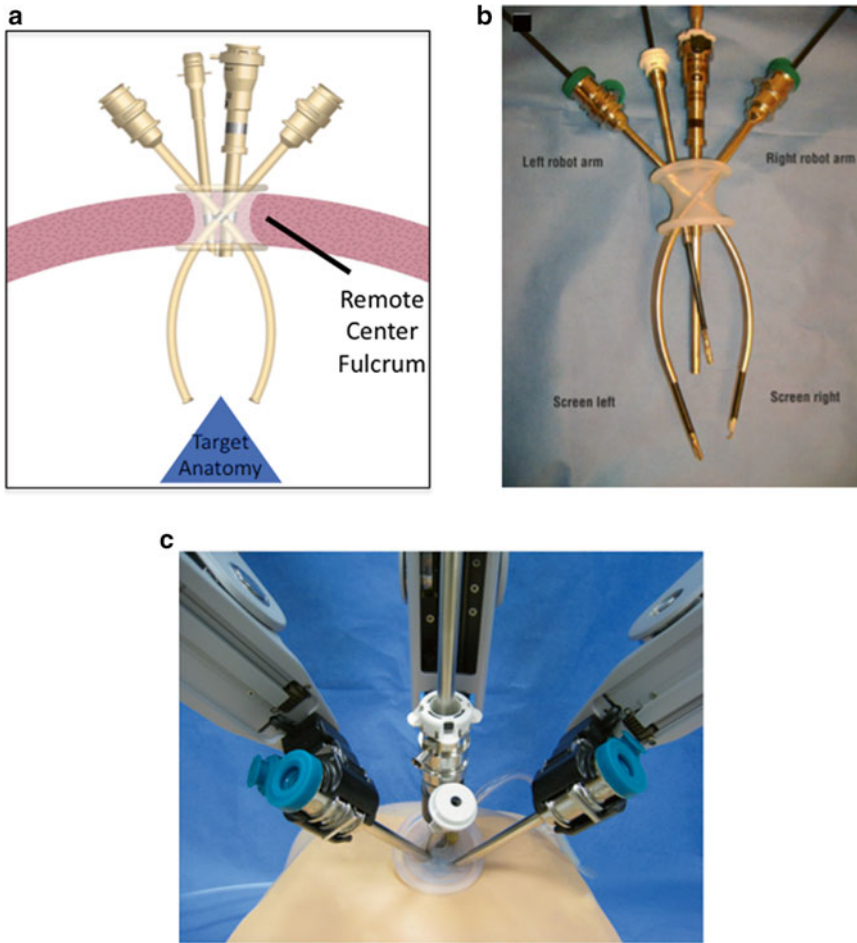 a
Remote
Center
Fulcrum
Target
Anatomy
b
Left robot arm
Right robot arm
Screen left
Screen right
c